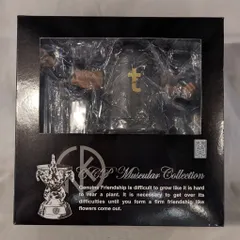 t
CCP Muscular Collection
Genuine Friendship is difficult to grow like it is hard
to rear a plant. It is necessary to get over its
difficulties until you form a firm friendship like
flowers come out.